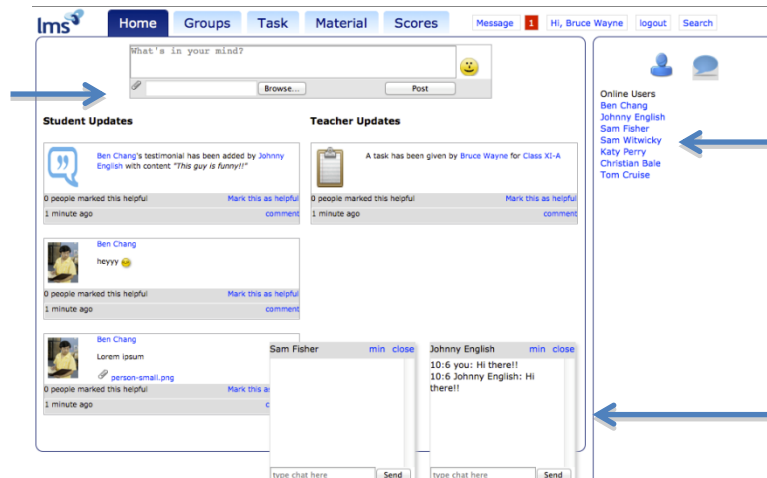 lms
Home Groups Task Material Scores Message 1 Hi, Bruce Wayne logout Search
What's in your mind?
Browse... Post
Student Updates
Ben Chang's testimonial has been added by Johnny
English with content "This guy is funny!!"
0 people marked this helpful Mark this as helpful
1 minute ago comment
Ben Chang
heyyy
0 people marked this helpful Mark this as helpful
1 minute ago comment
Ben Chang
Lorem ipsum
person-small.png
0 people marked this helpful Mark this as
1 minute ago c
Teacher Updates
A task has been given by Bruce Wayne for Class XI-A
0 people marked this helpful Mark this as helpful
1 minute ago comment
Online Users
Ben Chang
Johnny English
Sam Fisher
Sam Witwicky
Katy Perry
Christian Bale
Tom Cruise
Sam Fisher min close
type chat here Send
Johnny English min close
10:6 you: Hi there!!
10:6 Johnny English: Hi
there!!
type chat here Send